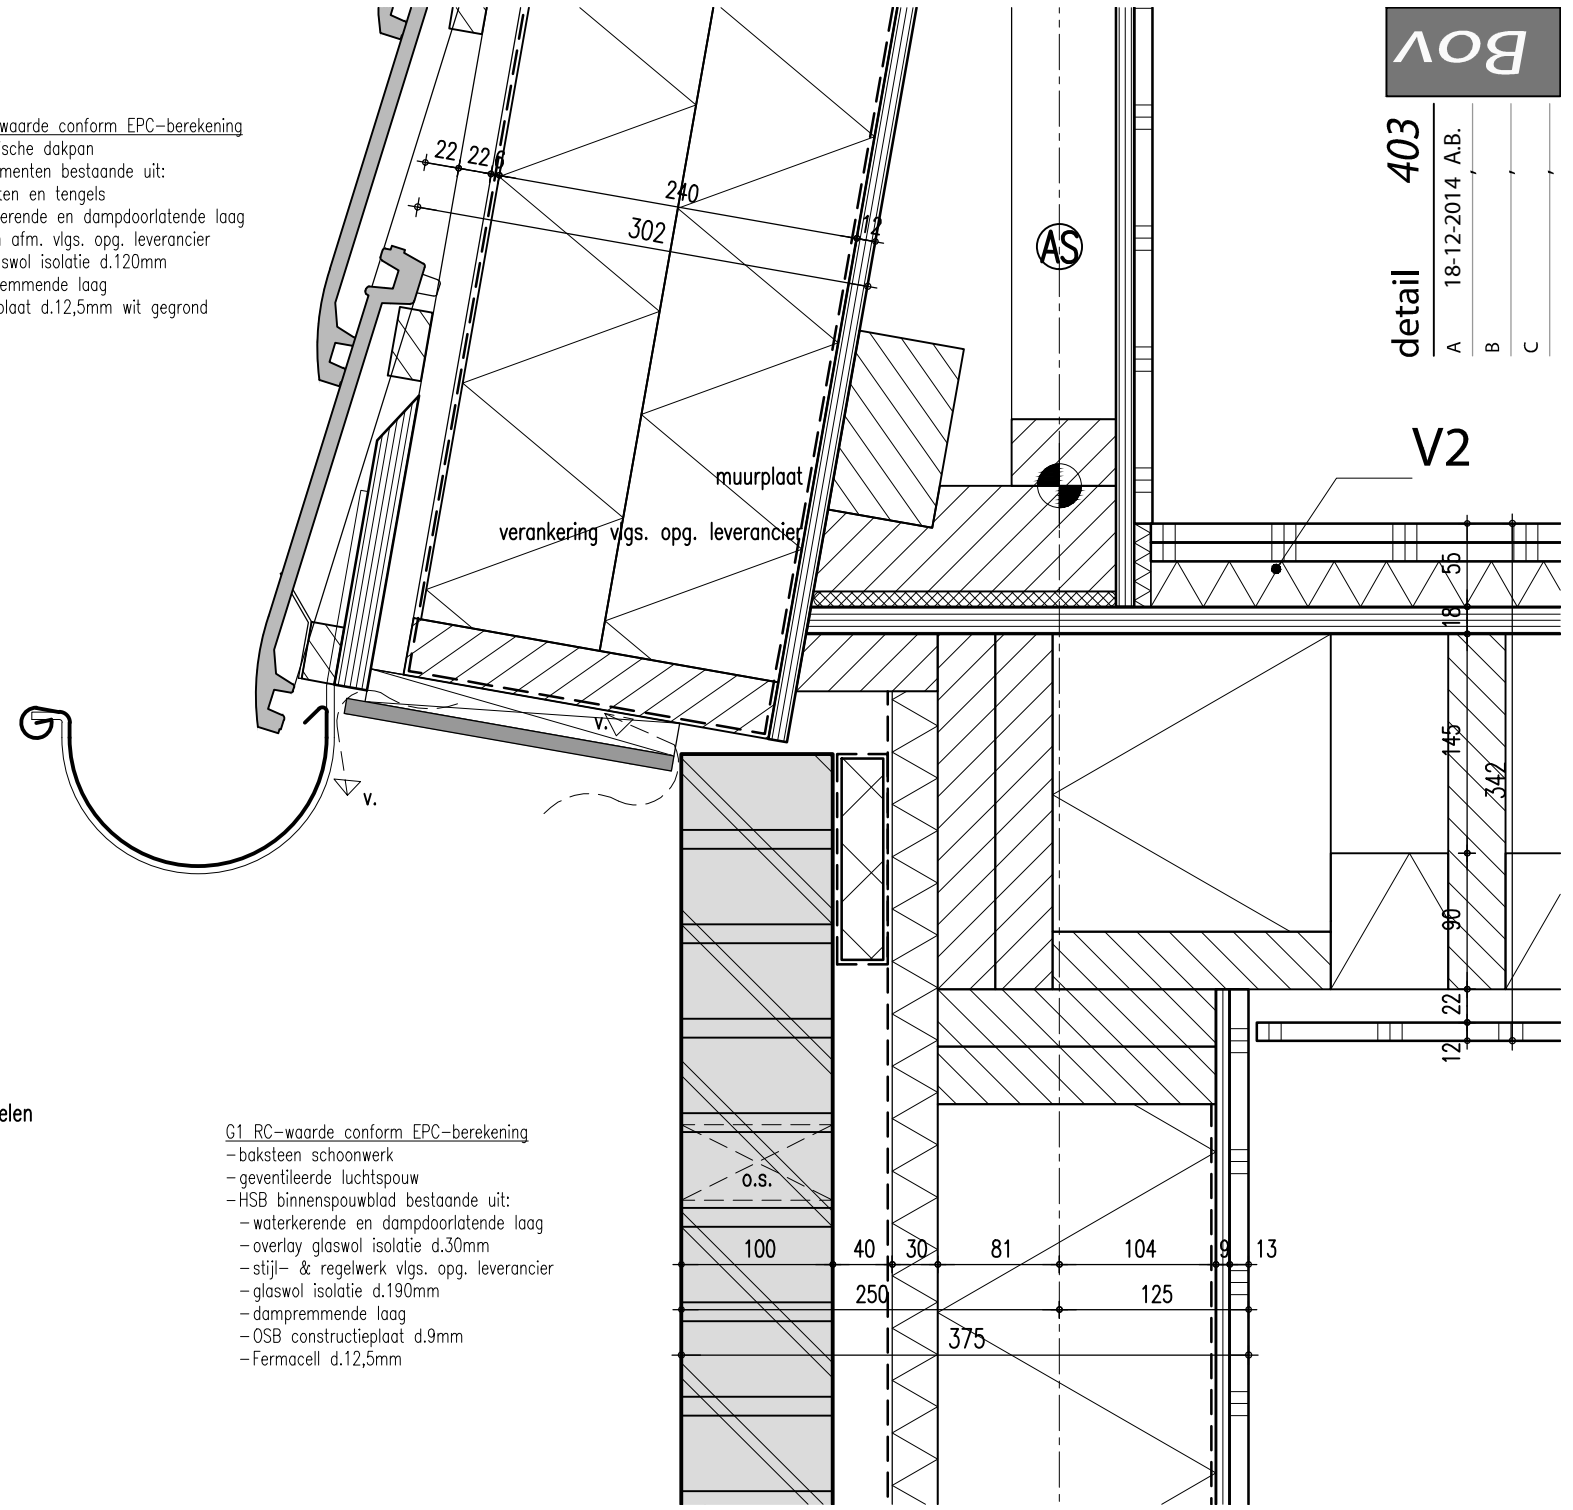 waarde conform EPC-berekening
sche dakpan
menten bestaande uit:
ten en tengels
erende en dampdoorlatende laag
afm. vlgs. opg. leverancier
swol isolatie d.120mm
emmende laag
plaat d.12,5mm wit gegrond
22
22
6
240
302
12
AS
Bov
detail 403
A 18-12-2014 A.B.
B ,
C ,
,
V2
muurplaat
verankering vlgs. opg. leverancier
55
18
145
342
90
22
12
v.
v.
elen
G1 RC-waarde conform EPC-berekening
-baksteen schoonwerk
-geventileerde luchtspouw
-HSB binnenspouwblad bestaande uit:
-waterkerende en dampdoorlatende laag
-overlay glaswol isolatie d.30mm
-stijl- & regelwerk vlgs. opg. leverancier
-glaswol isolatie d.190mm
-dampremmende laag
-OSB constructieplaat d.9mm
-Fermacell d.12,5mm
o.s.
100
40
30
81
104
9
13
250
125
375